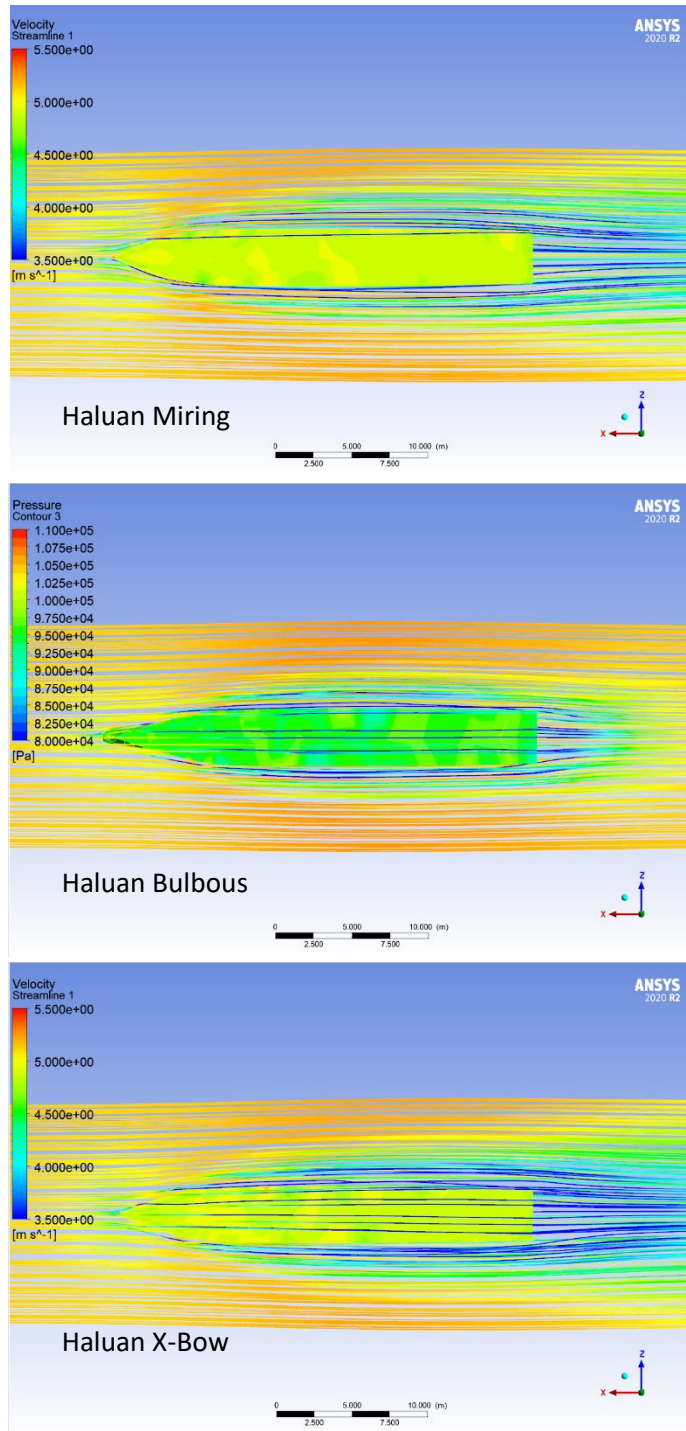 Velocity
Streamline 1
5.500e+00
5.000e+00
4.500e+00
4.000e+00
3.500e+00
[m s^-1]
ANSYS
2020 R2
Haluan Miring
0 5.000 10.000 (m)
2.500 7.500
Z
X
Pressure
Contour 3
1.100e+05
1.075e+05
1.050e+05
1.025e+05
1.000e+05
9.750e+04
9.500e+04
9.250e+04
9.000e+04
8.750e+04
8.500e+04
8.250e+04
8.000e+04
[Pa]
ANSYS
2020 R2
Haluan Bulbous
0 5.000 10.000 (m)
2.500 7.500
Z
X
Velocity
Streamline 1
5.500e+00
5.000e+00
4.500e+00
4.000e+00
3.500e+00
[m s^-1]
ANSYS
2020 R2
Haluan X-Bow
0 5.000 10.000 (m)
2.500 7.500
Z
X